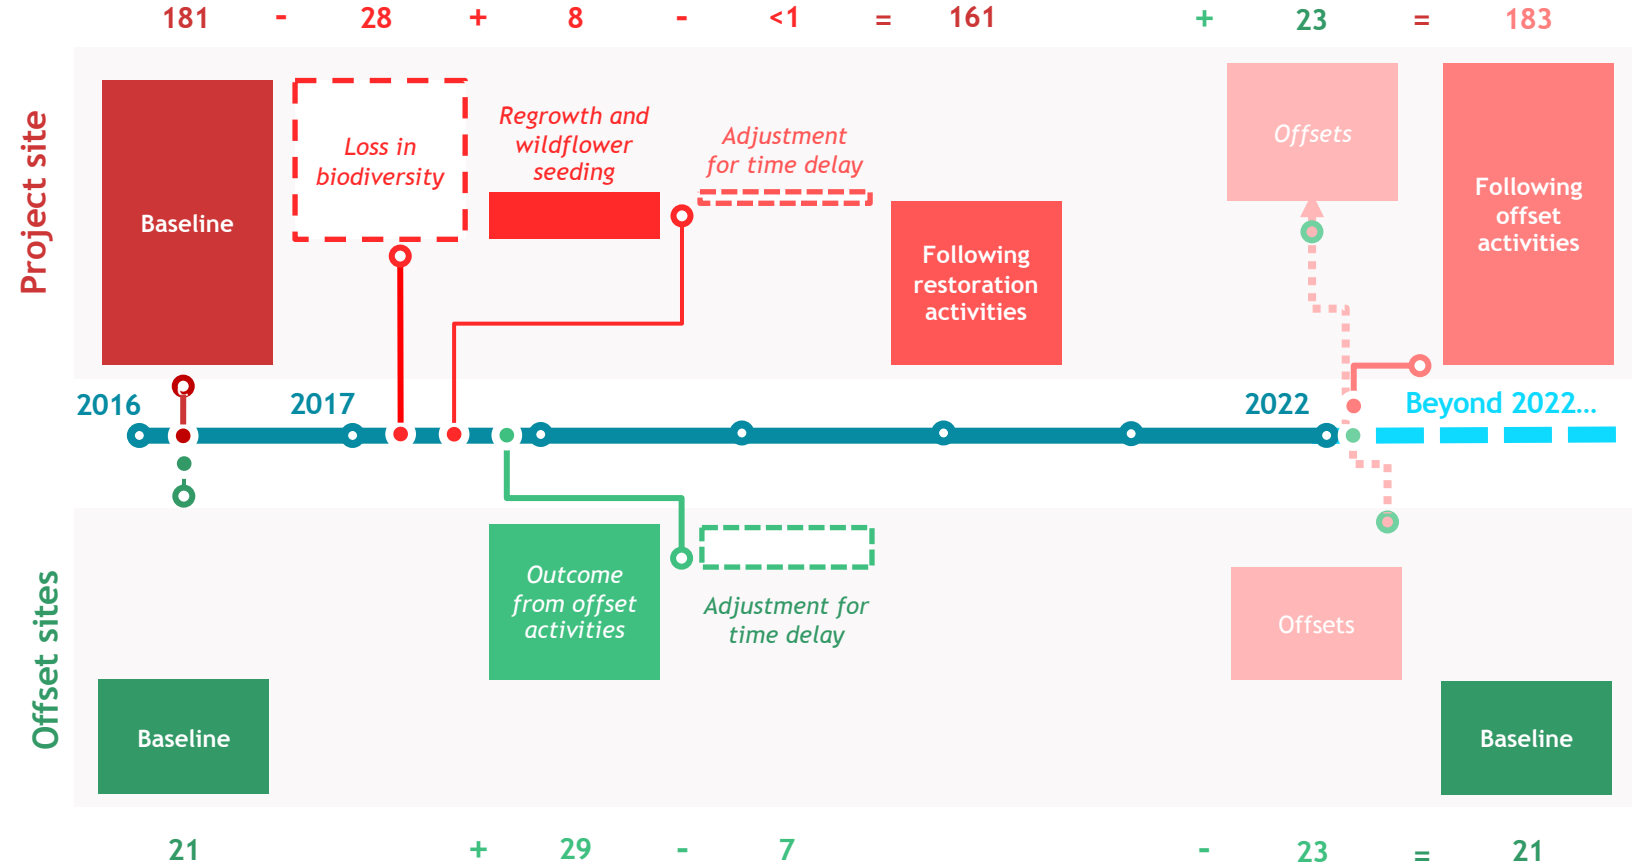 181 - 28 + 8 - <1 = 161 + 23 = 183
Project site
Baseline
Loss in
biodiversity
Regrowth and
wildflower
seeding
Adjustment
for time delay
Following
restoration
activities
Offsets
Following
offset
activities
2016
2017
2022
Beyond 2022...
Offset sites
Baseline
Outcome
from offset
activities
Adjustment for
time delay
Offsets
Baseline
21 + 29 - 7 - 23 = 21